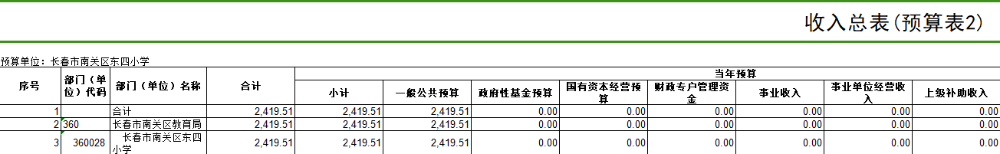 收入总表(预算表2)
预算单位：长春市南关区东四小学
序号 部门（单位）代码 部门（单位）名称 合计 当年预算
小计 一般公共预算 政府性基金预算 国有资本经营预算 财政专户管理资金 事业收入 事业单位经营收入 上级补助收入
1 合计 2,419.51 2,419.51 2,419.51 0.00 0.00 0.00 0.00 0.00 0.00
2 360 长春市南关区教育局 2,419.51 2,419.51 2,419.51 0.00 0.00 0.00 0.00 0.00 0.00
3 360028 长春市南关区东四小学 2,419.51 2,419.51 2,419.51 0.00 0.00 0.00 0.00 0.00 0.00